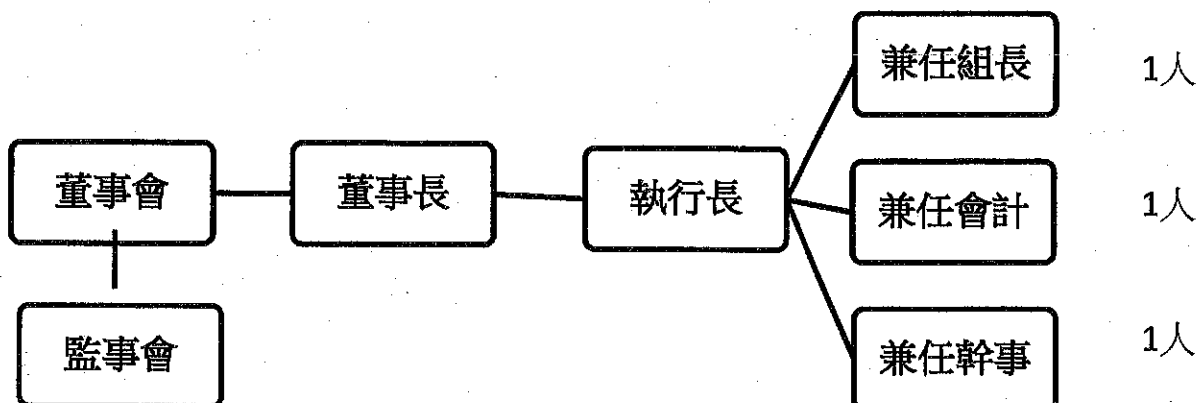 兼任組長 1人
董事會 董事長 執行長 兼任會計 1人
監事會 兼任幹事 1人